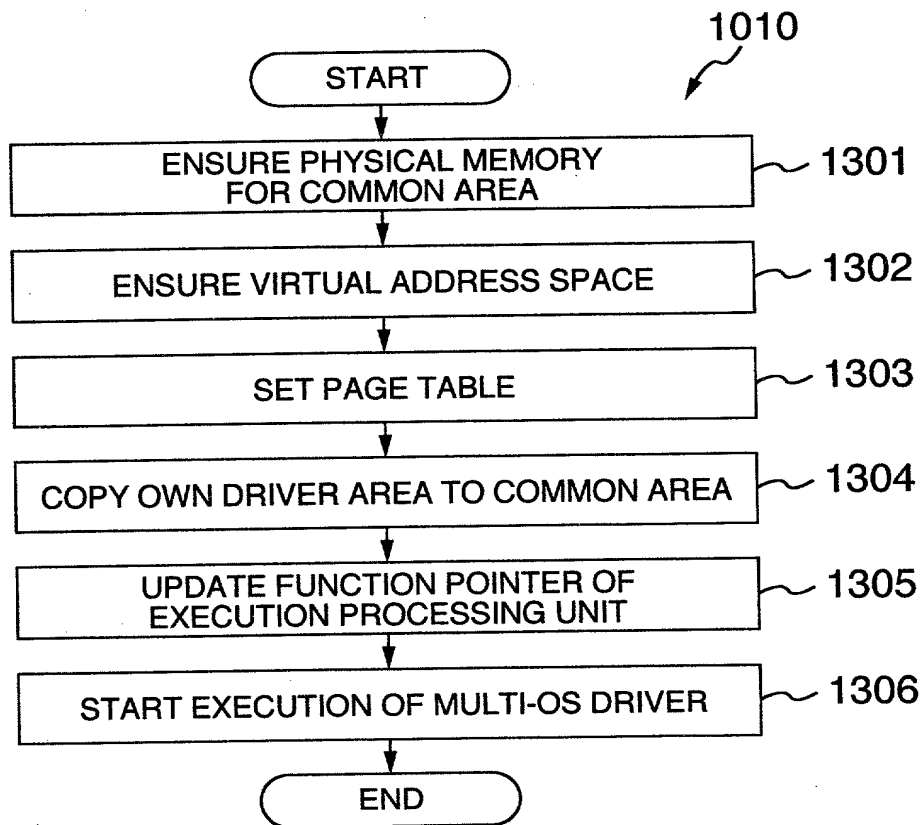 1010
START
ENSURE PHYSICAL MEMORY
FOR COMMON AREA
1301
ENSURE VIRTUAL ADDRESS SPACE
1302
SET PAGE TABLE
1303
COPY OWN DRIVER AREA TO COMMON AREA
1304
UPDATE FUNCTION POINTER OF
EXECUTION PROCESSING UNIT
1305
START EXECUTION OF MULTI-OS DRIVER
1306
END